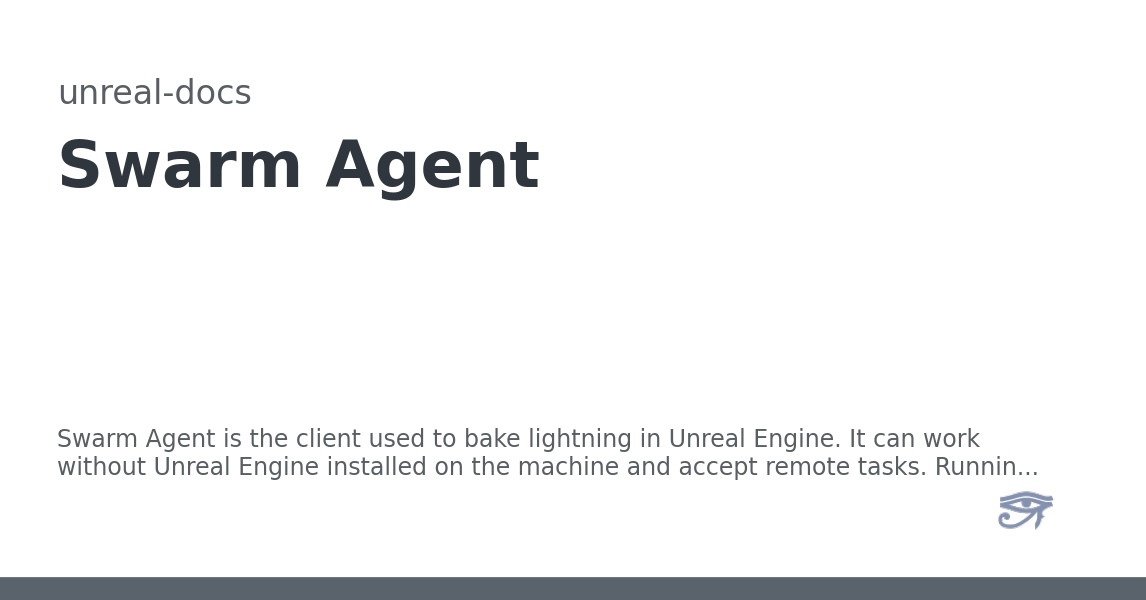 unreal-docs
Swarm Agent
Swarm Agent is the client used to bake lightning in Unreal Engine. It can work
without Unreal Engine installed on the machine and accept remote tasks. Runnin...